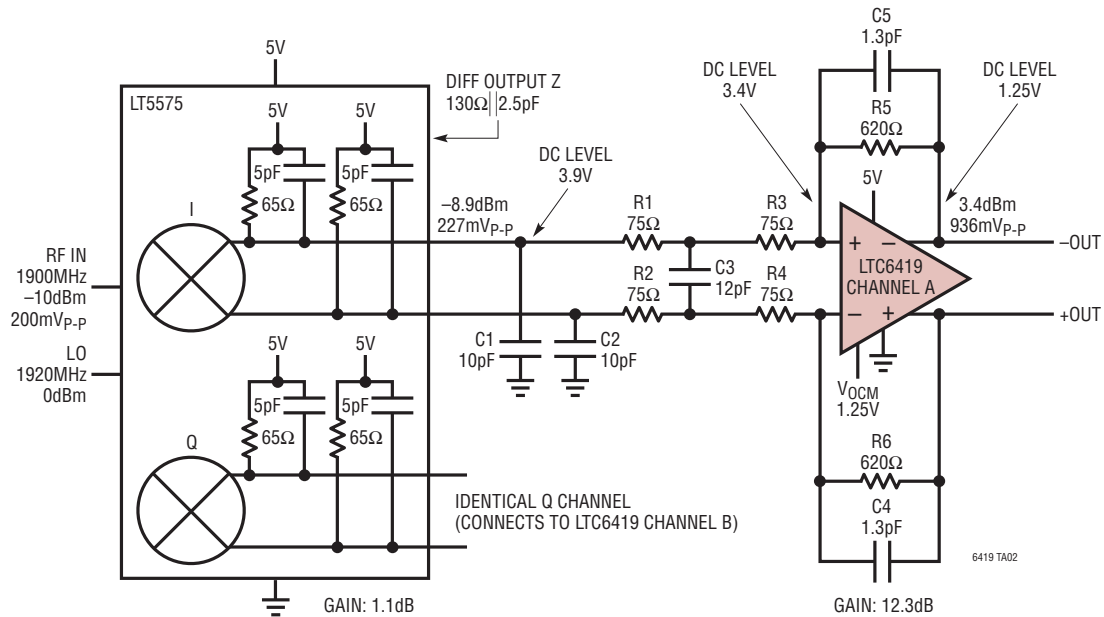 5V
LT5575
5V
5V
5pF
65Ω
5pF
65Ω
I
DIFF OUTPUT Z
130Ω||2.5pF
DC LEVEL
3.9V
–8.9dBm
227mVP-P
RF IN
1900MHz
–10dBm
200mVP-P
LO
1920MHz
0dBm
R1
75Ω
R2
75Ω
R3
75Ω
R4
75Ω
C3
12pF
C1
10pF
C2
10pF
DC LEVEL
3.4V
C5
1.3pF
R5
620Ω
DC LEVEL
1.25V
5V
3.4dBm
936mVP-P
+ –
LTC6419
CHANNEL A
– +
–OUT
+OUT
VOCM
1.25V
R6
620Ω
C4
1.3pF
5V
5V
5pF
65Ω
5pF
65Ω
Q
IDENTICAL Q CHANNEL
(CONNECTS TO LTC6419 CHANNEL B)
6419 TA02
GAIN: 1.1dB
GAIN: 12.3dB